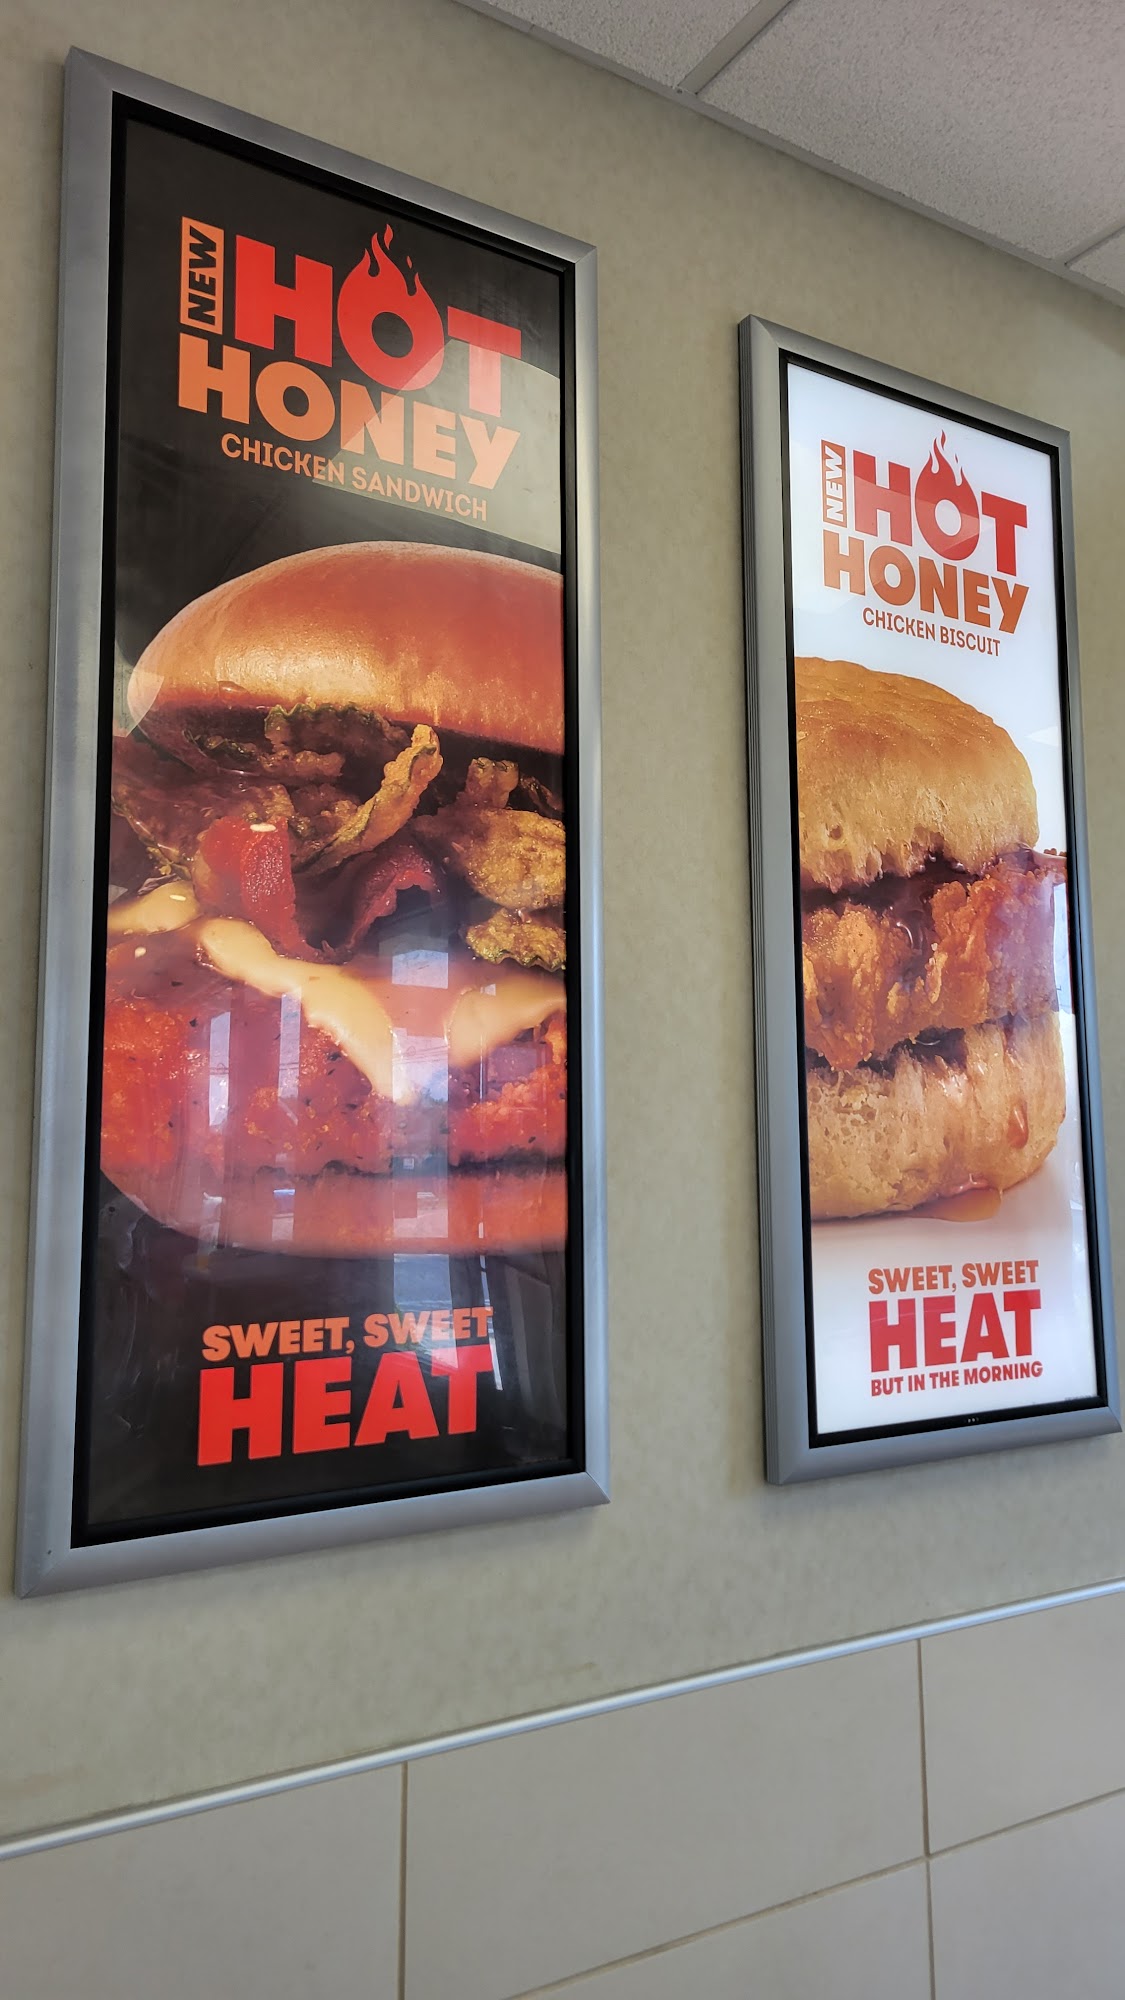 NEW
HOT
HONEY
CHICKEN SANDWICH
SWEET, SWEET
HEAT
NEW
HOT
HONEY
CHICKEN BISCUIT
SWEET, SWEET
HEAT
BUT IN THE MORNING